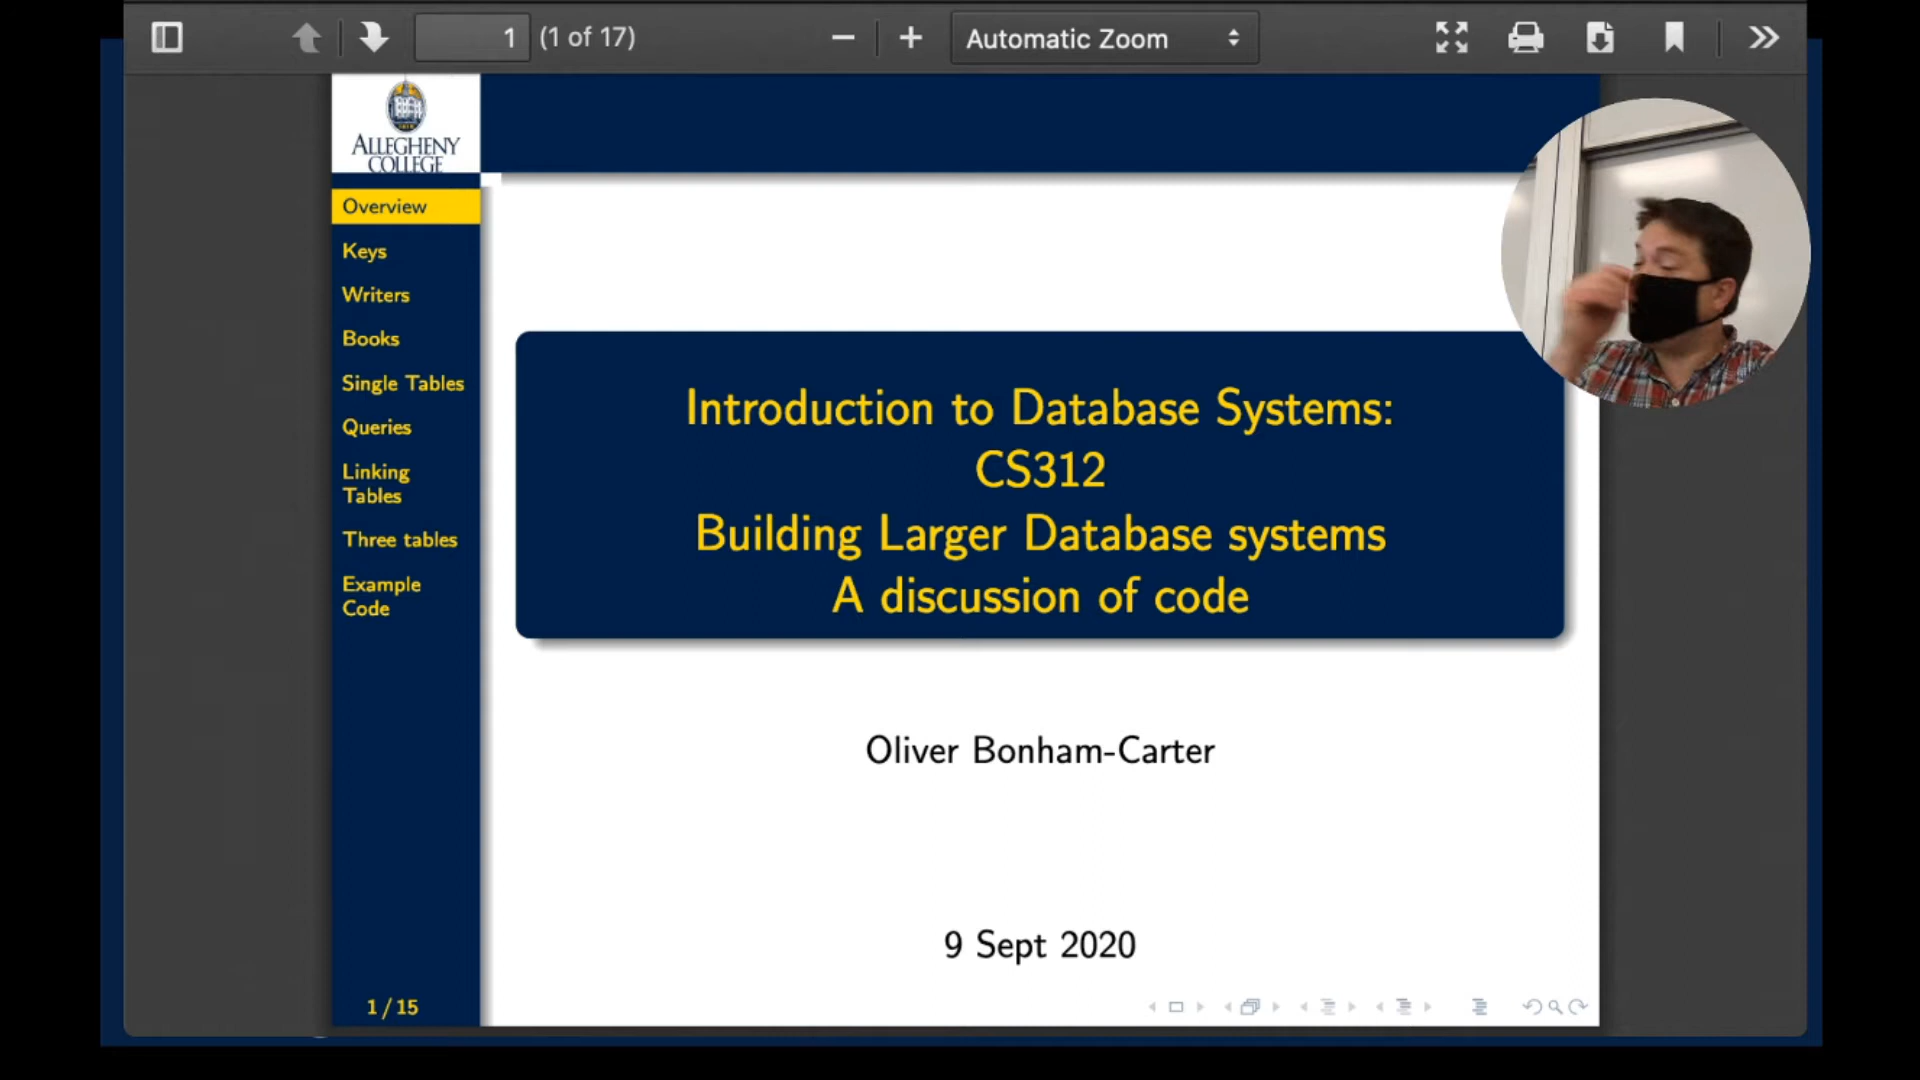 1 (1 of 17)
Automatic Zoom
ALLEGHENY
COLLEGE
Overview
Keys
Writers
Books
Single Tables
Queries
Linking
Tables
Three tables
Example
Code
Introduction to Database Systems:
CS312
Building Larger Database systems
A discussion of code
Oliver Bonham-Carter
9 Sept 2020
1 / 15